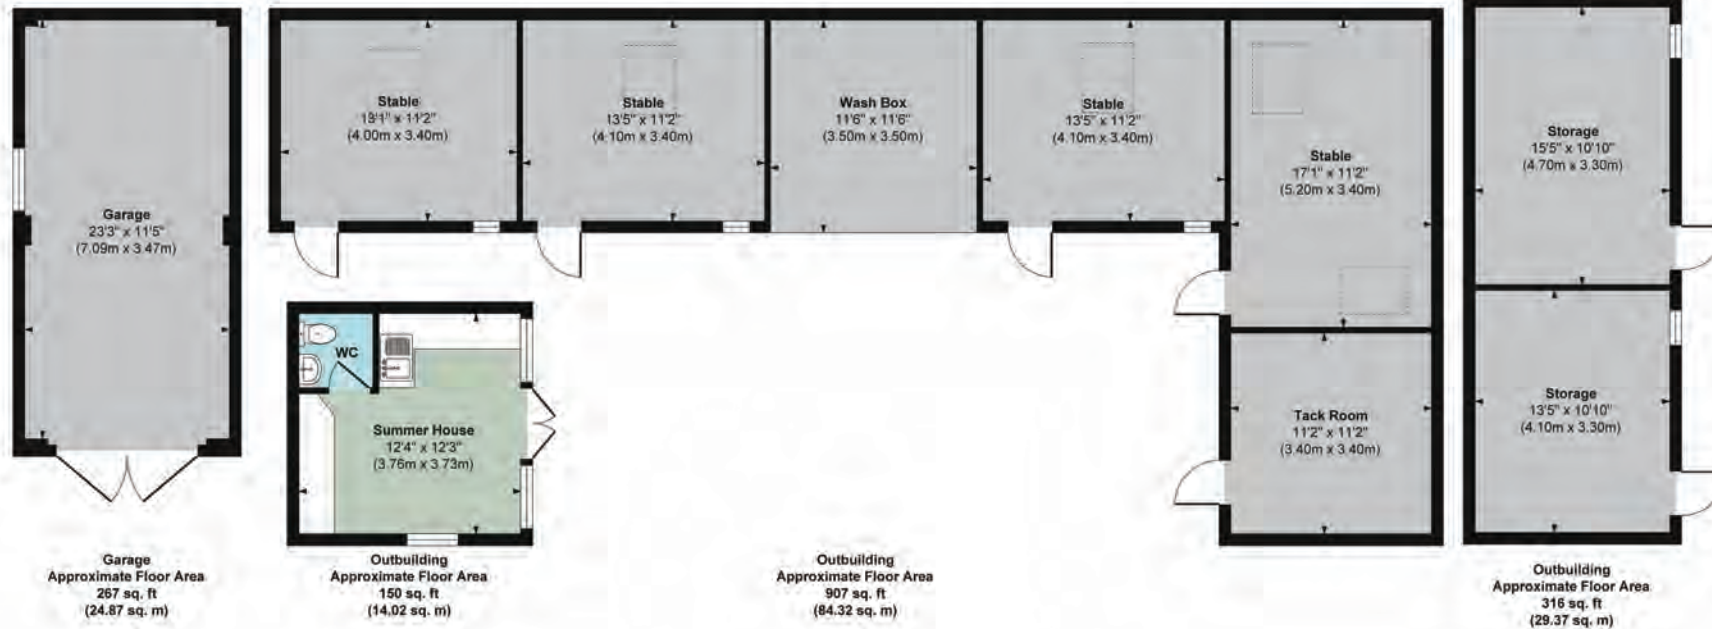 Garage
23'3" x 11'5"
(7.09m x 3.47m)
Garage
Approximate Floor Area
267 sq. ft
(24.87 sq. m)
Stable
13'1" x 11'2"
(4.00m x 3.40m)
Stable
13'5" x 11'2"
(4.10m x 3.40m)
Wash Box
11'6" x 11'6"
(3.50m x 3.50m)
Stable
13'5" x 11'2"
(4.10m x 3.40m)
Stable
17'1" x 11'2"
(5.20m x 3.40m)
Tack Room
11'2" x 11'2"
(3.40m x 3.40m)
WC
Summer House
12'4" x 12'3"
(3.76m x 3.73m)
Outbuilding
Approximate Floor Area
150 sq. ft
(14.02 sq. m)
Outbuilding
Approximate Floor Area
907 sq. ft
(84.32 sq. m)
Storage
15'5" x 10'10"
(4.70m x 3.30m)
Storage
13'5" x 10'10"
(4.10m x 3.30m)
Outbuilding
Approximate Floor Area
316 sq. ft
(29.37 sq. m)